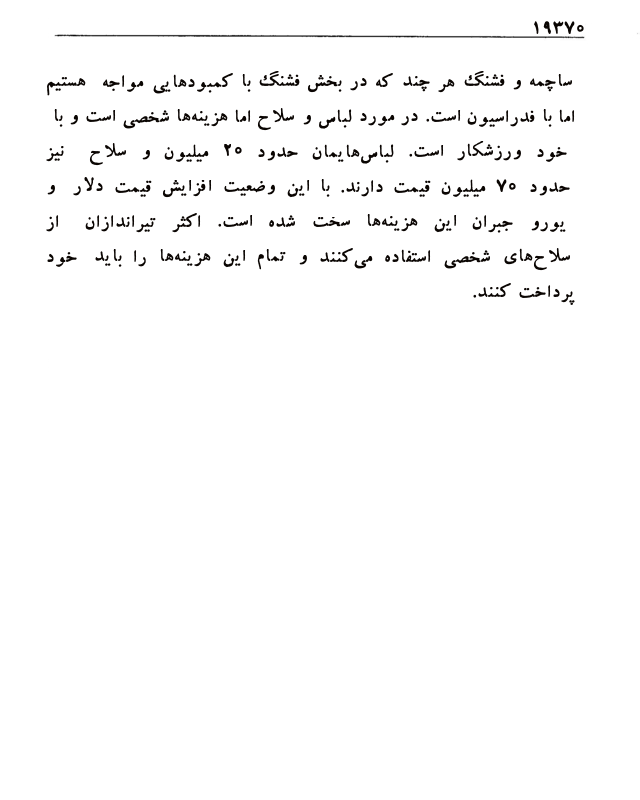 ۱۹۳۷۰
ساچمه و فشنگ هر چند که در بخش فشنگ با کمبودهایی مواجه هستیم
اما با فدراسیون است. در مورد لباس و سلاح اما هزینه‌ها شخصی است و با
خود ورزشکار است. لباس‌هایمان حدود ۲۵ میلیون و سلاح نیز
حدود ۷۰ میلیون قیمت دارند. با این وضعیت افزایش قیمت دلار و
یورو جبران این هزینه‌ها سخت شده است. اکثر تیراندازان از
سلاح‌های شخصی استفاده می‌کنند و تمام این هزینه‌ها را باید خود
پرداخت کنند.